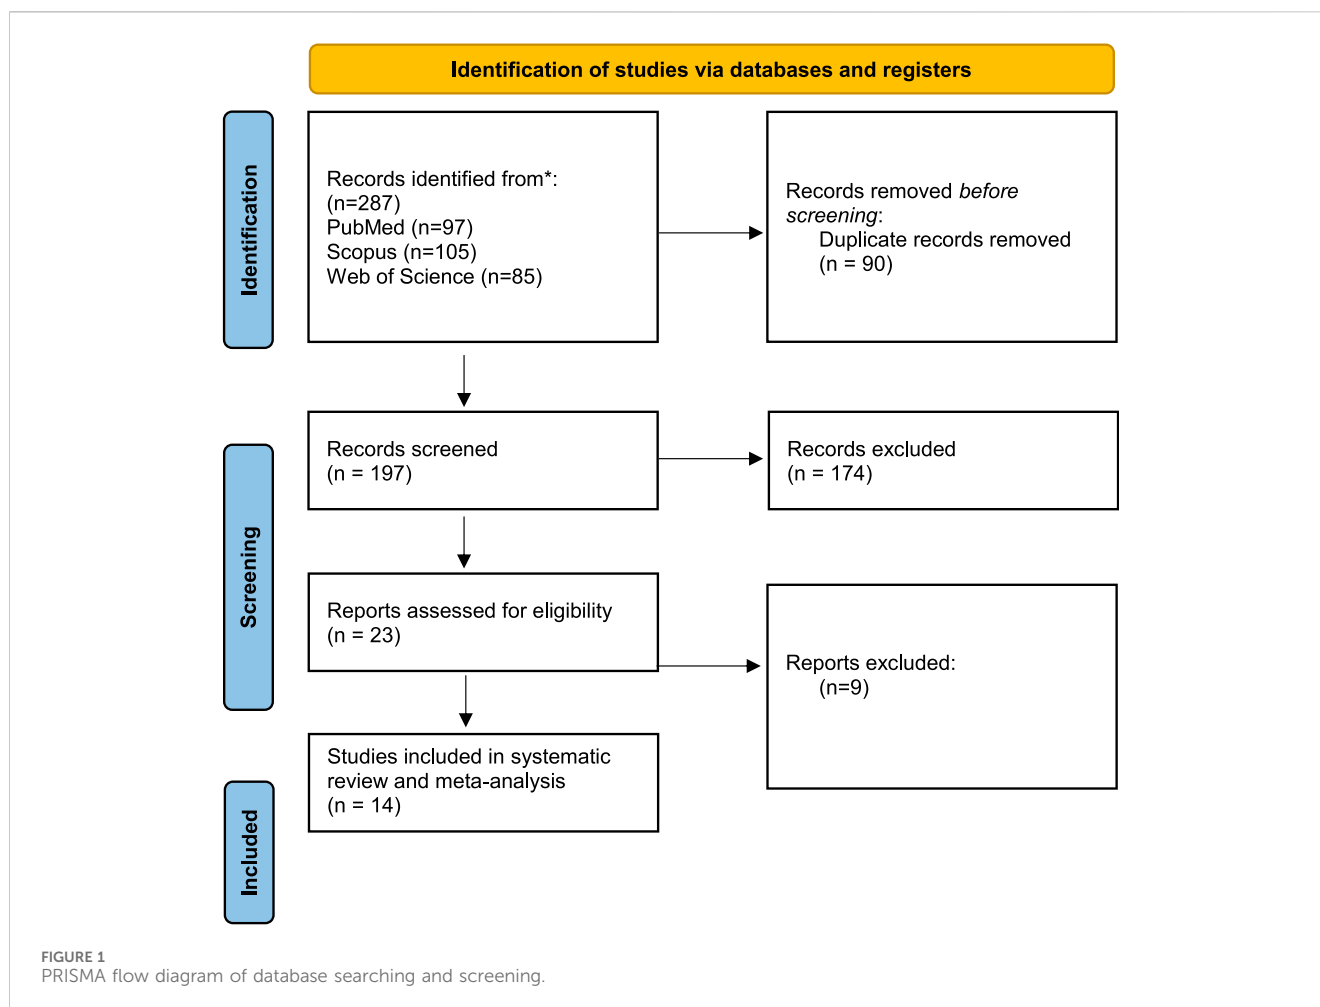 Identification of studies via databases and registers
Identification
Records identified from*:
(n=287)
PubMed (n=97)
Scopus (n=105)
Web of Science (n=85)
Records removed before
screening:
Duplicate records removed
(n = 90)
Screening
Records screened
(n = 197)
Records excluded
(n = 174)
Reports assessed for eligibility
(n = 23)
Reports excluded:
(n=9)
Included
Studies included in systematic
review and meta-analysis
(n = 14)
FIGURE 1
PRISMA flow diagram of database searching and screening.